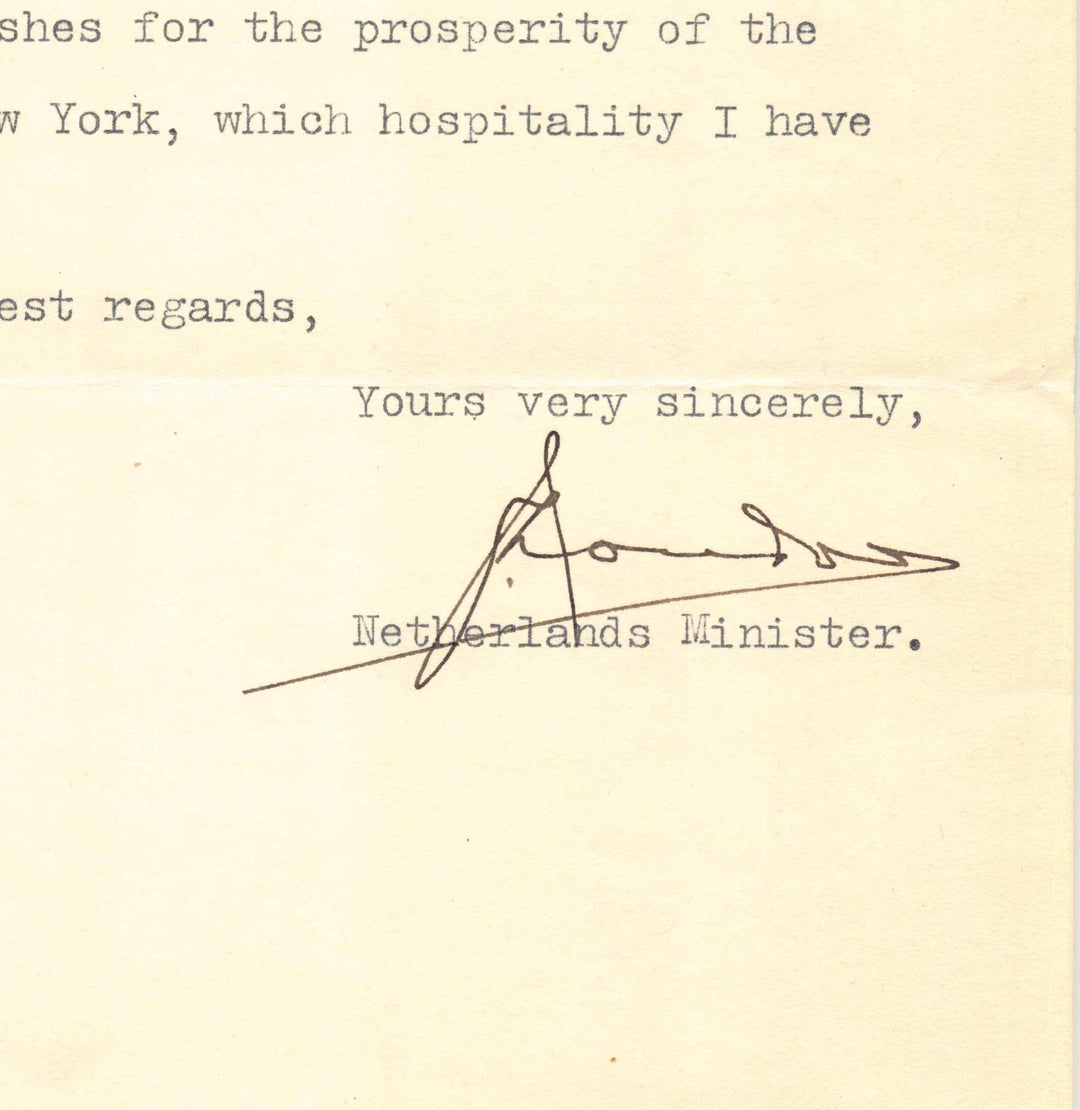 shes for the prosperity of the
w York, which hospitality I have
est regards,
Yours very sincerely,
Netherlands Minister.